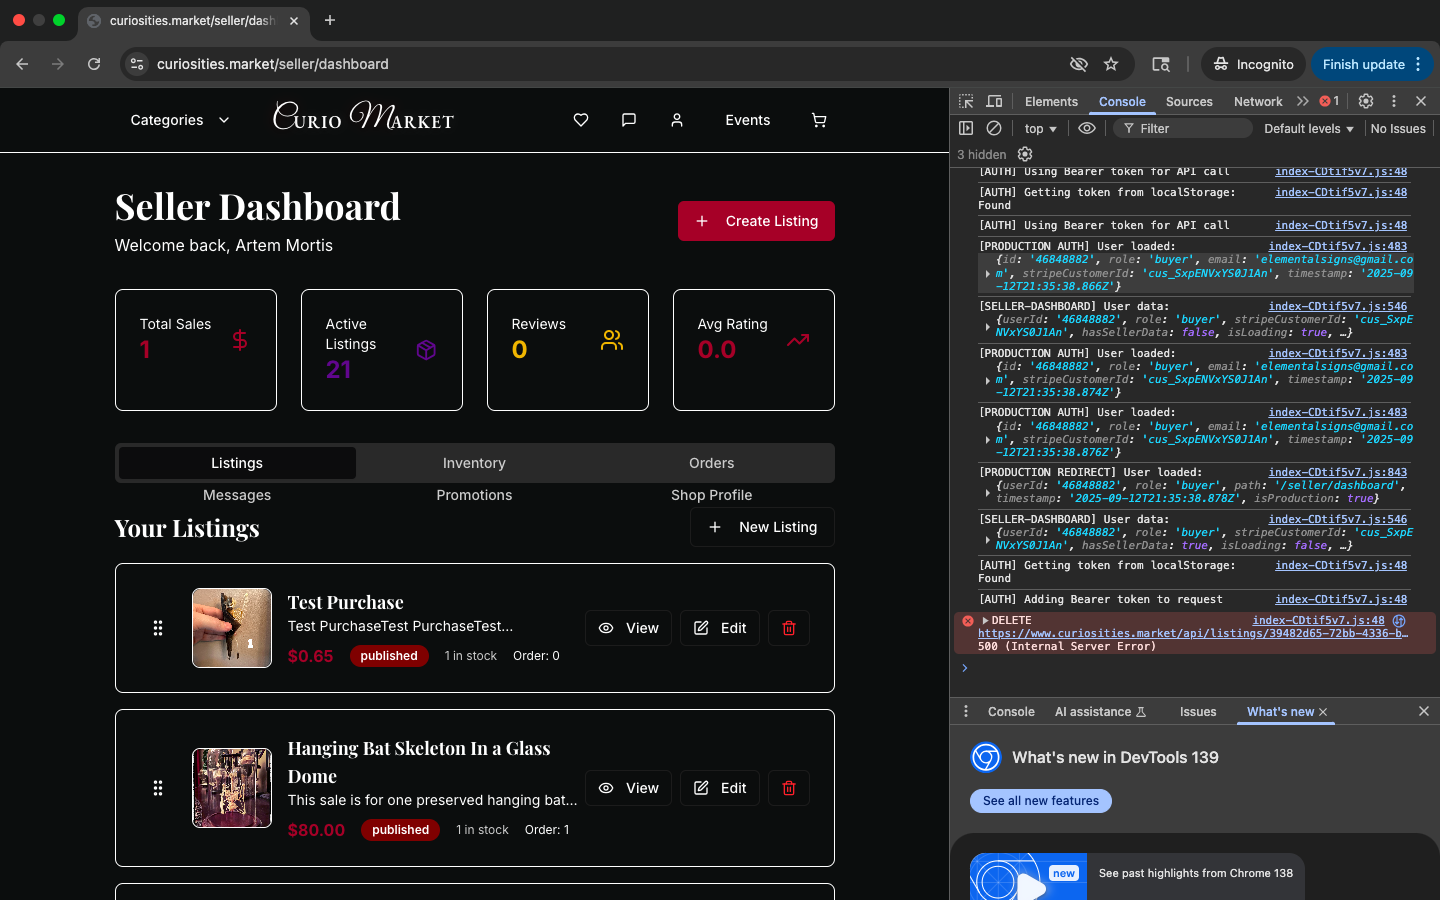 curiosities.market/seller/dash
curiosities.market/seller/dashboard
Incognito
Finish update
Categories
Curio Market
Events
Seller Dashboard
Welcome back, Artem Mortis
Create Listing
Total Sales
1
Active
Listings
21
Reviews
0
Avg Rating
0.0
Listings
Inventory
Orders
Messages
Promotions
Shop Profile
Your Listings
New Listing
1
Test Purchase
Test PurchaseTest PurchaseTest...
$0.65
published
1 in stock
Order: 0
View
Edit
Hanging Bat Skeleton In a Glass
Dome
This sale is for one preserved hanging bat...
$80.00
published
1 in stock
Order: 1
View
Edit
Elements
Console
Sources
Network
1
top
Filter
Default levels
No Issues
3 hidden
[AUTH] Using Bearer token for API call index-CDtif5v7.js:48
[AUTH] Getting token from localStorage: index-CDtif5v7.js:48
Found
[AUTH] Using Bearer token for API call index-CDtif5v7.js:48
[PRODUCTION AUTH] User loaded: index-CDtif5v7.js:483
{id: '46848882', role: 'buyer', email: 'elementalsigns@gmail.co
m', stripeCustomerId: 'cus_SxpENVxYS0J1An', timestamp: '2025-09
-12T21:35:38.866Z'}
[SELLER-DASHBOARD] User data: index-CDtif5v7.js:546
{userId: '46848882', role: 'buyer', stripeCustomerId: 'cus_SxpE
NVxYS0J1An', hasSellerData: false, isLoading: true, …}
[PRODUCTION AUTH] User loaded: index-CDtif5v7.js:483
{id: '46848882', role: 'buyer', email: 'elementalsigns@gmail.co
m', stripeCustomerId: 'cus_SxpENVxYS0J1An', timestamp: '2025-09
-12T21:35:38.874Z'}
[PRODUCTION AUTH] User loaded: index-CDtif5v7.js:483
{id: '46848882', role: 'buyer', email: 'elementalsigns@gmail.co
m', stripeCustomerId: 'cus_SxpENVxYS0J1An', timestamp: '2025-09
-12T21:35:38.876Z'}
[PRODUCTION REDIRECT] User loaded: index-CDtif5v7.js:843
{userId: '46848882', role: 'buyer', path: '/seller/dashboard',
timestamp: '2025-09-12T21:35:38.878Z', isProduction: true}
[SELLER-DASHBOARD] User data: index-CDtif5v7.js:546
{userId: '46848882', role: 'buyer', stripeCustomerId: 'cus_SxpE
NVxYS0J1An', hasSellerData: true, isLoading: false, …}
[AUTH] Getting token from localStorage: index-CDtif5v7.js:48
Found
[AUTH] Adding Bearer token to request index-CDtif5v7.js:48
DELETE index-CDtif5v7.js:48
https://www.curiosities.market/api/listings/39482d65-72bb-4336-b…
500 (Internal Server Error)
Console
AI assistance
Issues
What's new
What's new in DevTools 139
See all new features
new
See past highlights from Chrome 138